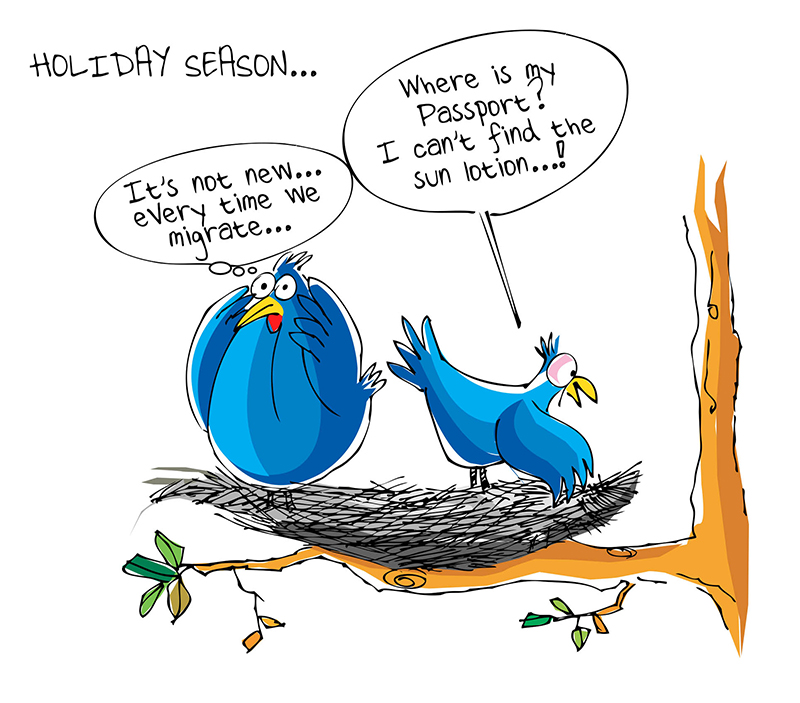 HOLIDAY SEASON...
It's not new...
every time we
migrate...
Where is my
Passport?
I can't find the
sun lotion...!